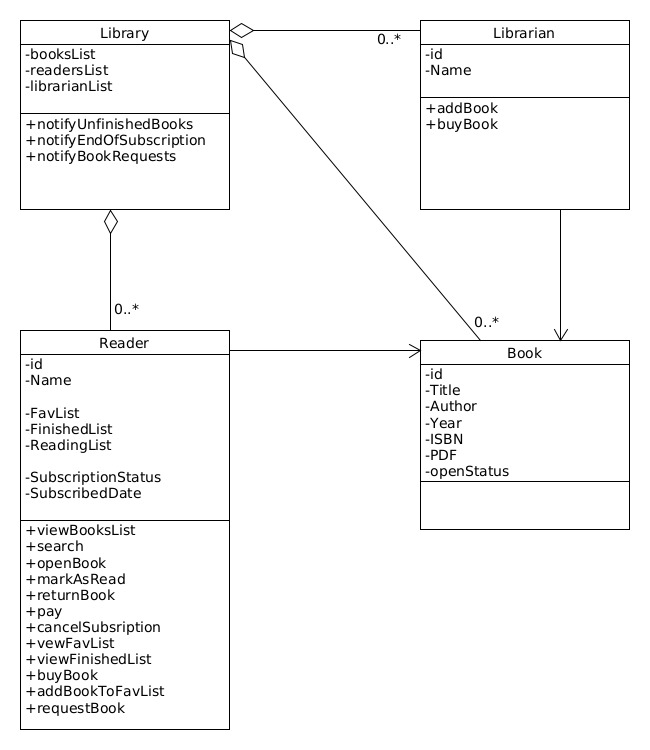 Library
-booksList
-readersList
-librarianList
+notifyUnfinishedBooks
+notifyEndOfSubscription
+notifyBookRequests
0..*
Librarian
-id
-Name
+addBook
+buyBook
0..*
0..*
Reader
-id
-Name
-FavList
-FinishedList
-ReadingList
-SubscriptionStatus
-SubscribedDate
+viewBooksList
+search
+openBook
+markAsRead
+returnBook
+pay
+cancelSubsription
+vewFavList
+viewFinishedList
+buyBook
+addBookToFavList
+requestBook
Book
-id
-Title
-Author
-Year
-ISBN
-PDF
-openStatus